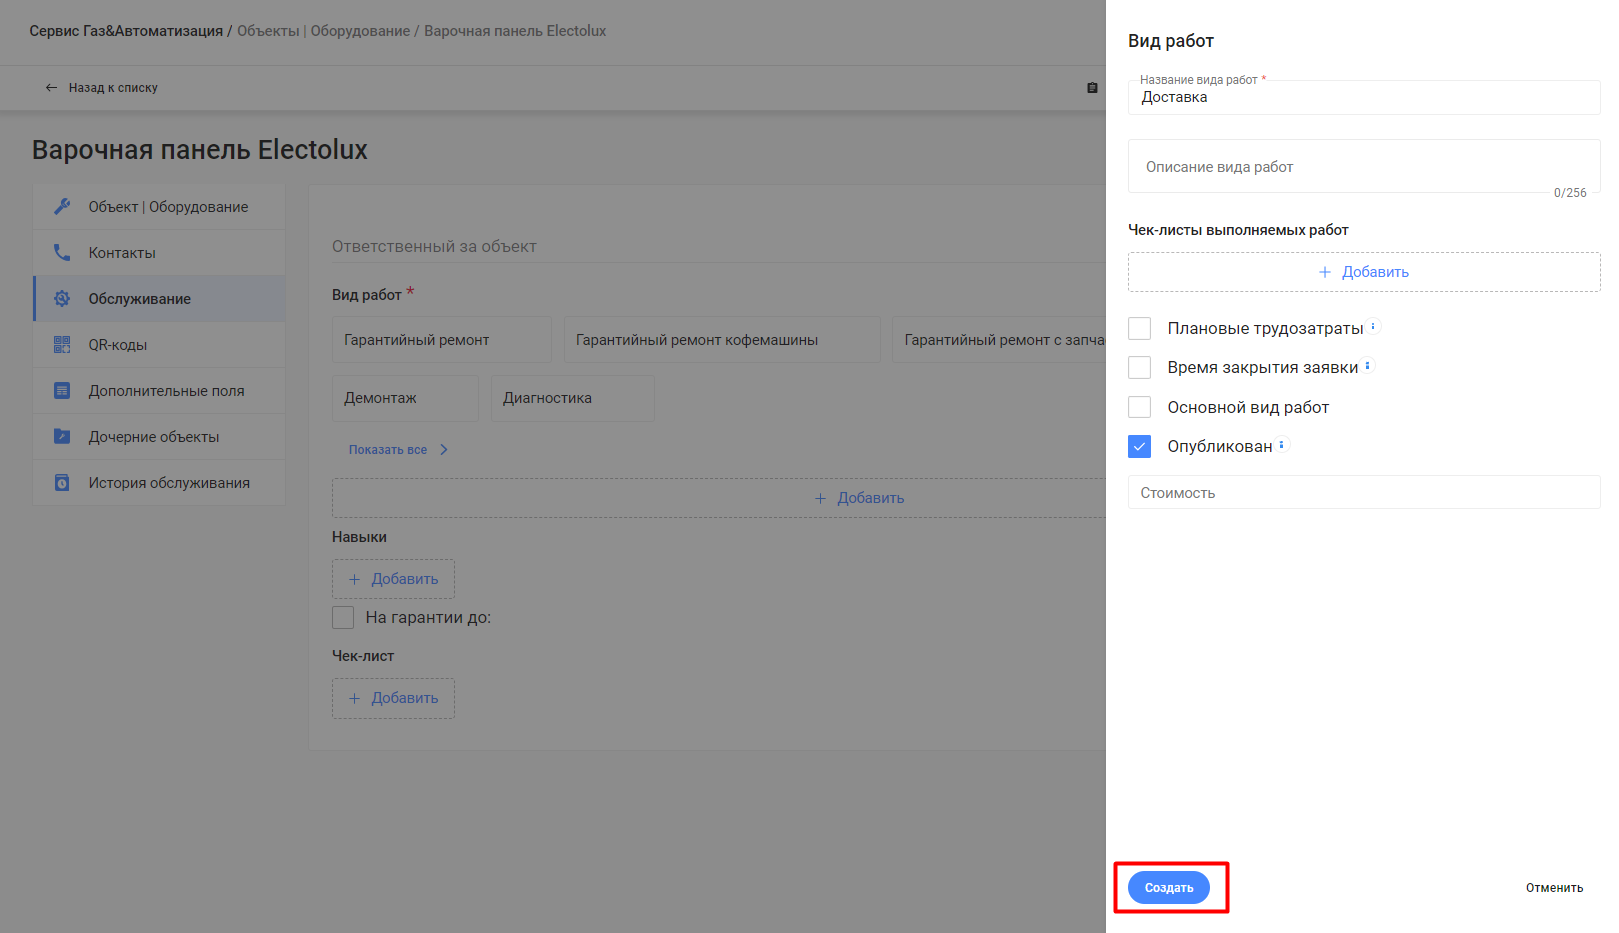 Сервис Газ&Автоматизация / Объекты | Оборудование / Варочная панель Electolux
Назад к списку
Варочная панель Electolux
Объект | Оборудование
Контакты
Обслуживание
QR-коды
Дополнительные поля
Дочерние объекты
История обслуживания
Ответственный за объект
Вид работ *
Гарантийный ремонт
Гарантийный ремонт кофемашины
Гарантийный ремонт с запча
Демонтаж
Диагностика
Показать все
+ Добавить
Навыки
+ Добавить
На гарантии до:
Чек-лист
+ Добавить
Вид работ
Название вида работ *
Доставка
Описание вида работ
0/256
Чек-листы выполняемых работ
+ Добавить
Плановые трудозатраты
Время закрытия заявки
Основной вид работ
Опубликован
Стоимость
Создать
Отменить